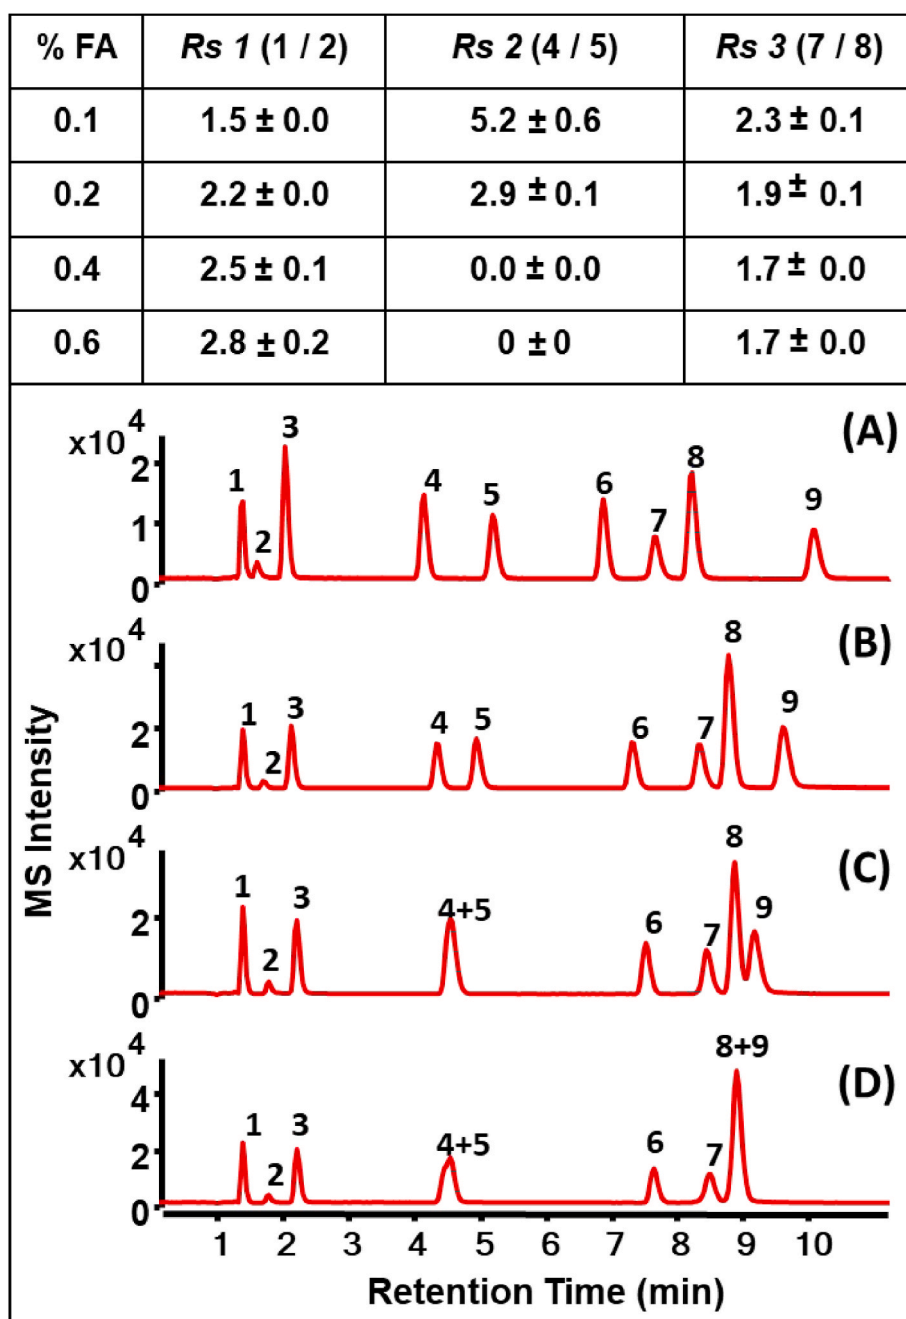 % FA Rs 1 (1 / 2) Rs 2 (4 / 5) Rs 3 (7 / 8)
0.1 1.5 ± 0.0 5.2 ± 0.6 2.3 ± 0.1
0.2 2.2 ± 0.0 2.9 ± 0.1 1.9 ± 0.1
0.4 2.5 ± 0.1 0.0 ± 0.0 1.7 ± 0.0
0.6 2.8 ± 0.2 0 ± 0 1.7 ± 0.0
MS Intensity
x10 4
(A)
2
1
0
1 2 3 4 5 6 7 8 9
x10 4
(B)
2
0
1 2 3 4 5 6 7 8 9
x10 4
(C)
2
0
1 2 3 4+5 6 7 8 9
x10 4
(D)
4
2
0
1 2 3 4+5 6 7 8+9
1 2 3 4 5 6 7 8 9 10
Retention Time (min)